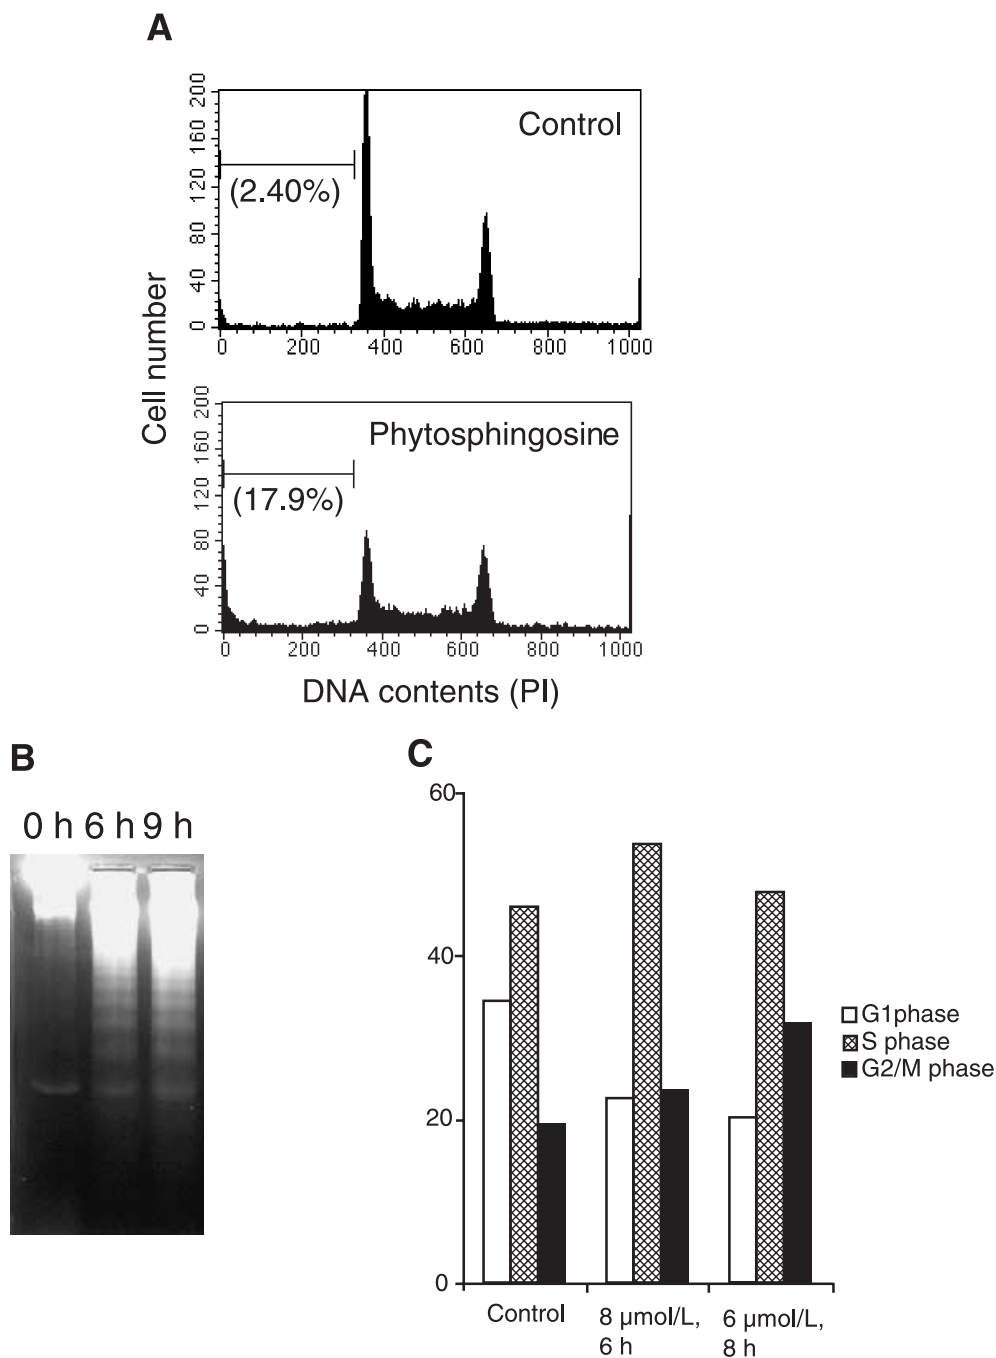 A
Cell number
200
160
120
80
40
0
Control
(2.40%)
0 200 400 600 800 1000
200
160
120
80
40
0
Phytosphingosine
(17.9%)
0 200 400 600 800 1000
DNA contents (PI)
B
0 h 6 h 9 h
C
60
40
20
0
Control
8 µmol/L,
6 h
6 µmol/L,
8 h
G1phase
S phase
G2/M phase